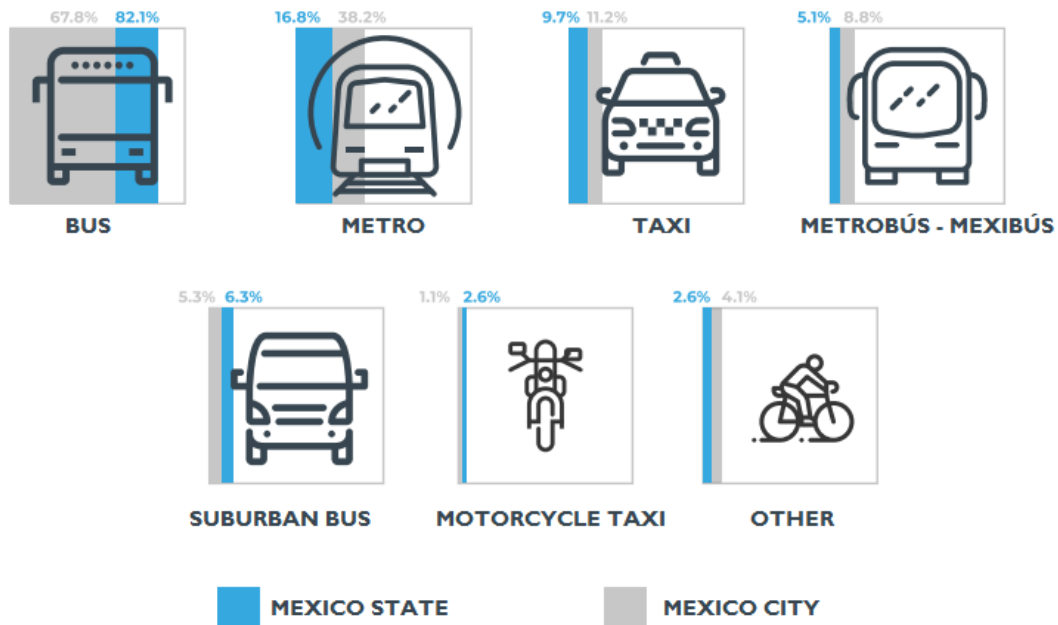 67.8% 82.1%
16.8% 38.2%
9.7% 11.2%
5.1% 8.8%
BUS
METRO
TAXI
METROBÚS - MEXIBÚS
5.3% 6.3%
1.1% 2.6%
2.6% 4.1%
SUBURBAN BUS
MOTORCYCLE TAXI
OTHER
MEXICO STATE
MEXICO CITY